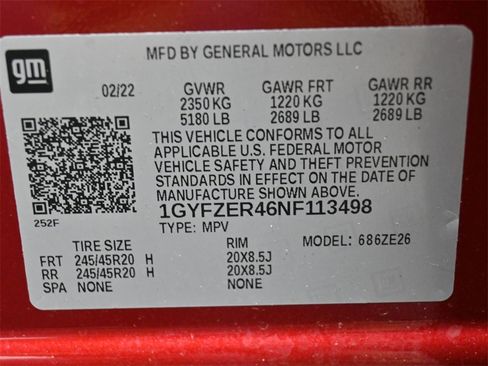 gm
MFD BY GENERAL MOTORS LLC
02/22 GVWR GAWR FRT GAWR RR
2350 KG 1220 KG 1220 KG
5180 LB 2689 LB 2689 LB
THIS VEHICLE CONFORMS TO ALL
APPLICABLE U.S. FEDERAL MOTOR
VEHICLE SAFETY AND THEFT PREVENTION
STANDARDS IN EFFECT ON THE DATE OF
MANUFACTURE SHOWN ABOVE.
252F
1GYFZER46NF113498
TYPE: MPV MODEL: 686ZE26
TIRE SIZE RIM
FRT 245/45R20 H 20X8.5J
RR 245/45R20 H 20X8.5J
SPA NONE NONE